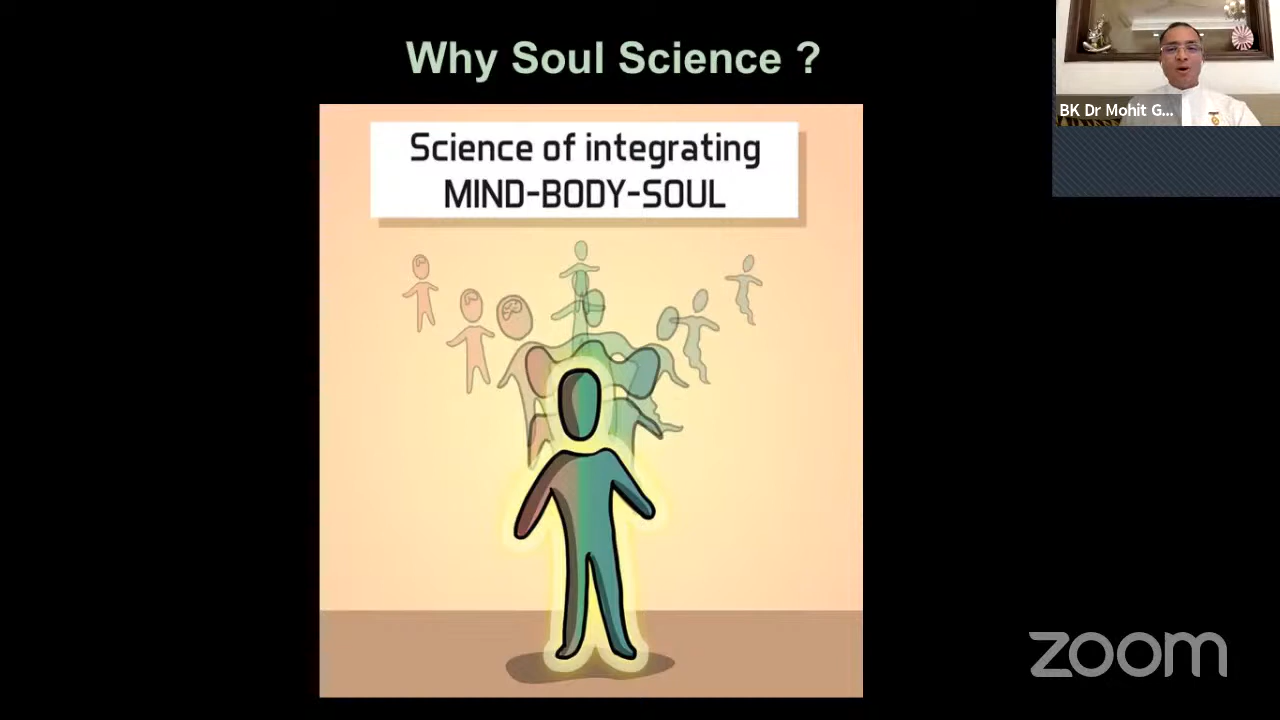 Why Soul Science ?
Science of integrating
MIND-BODY-SOUL
BK Dr Mohit G...
zoom